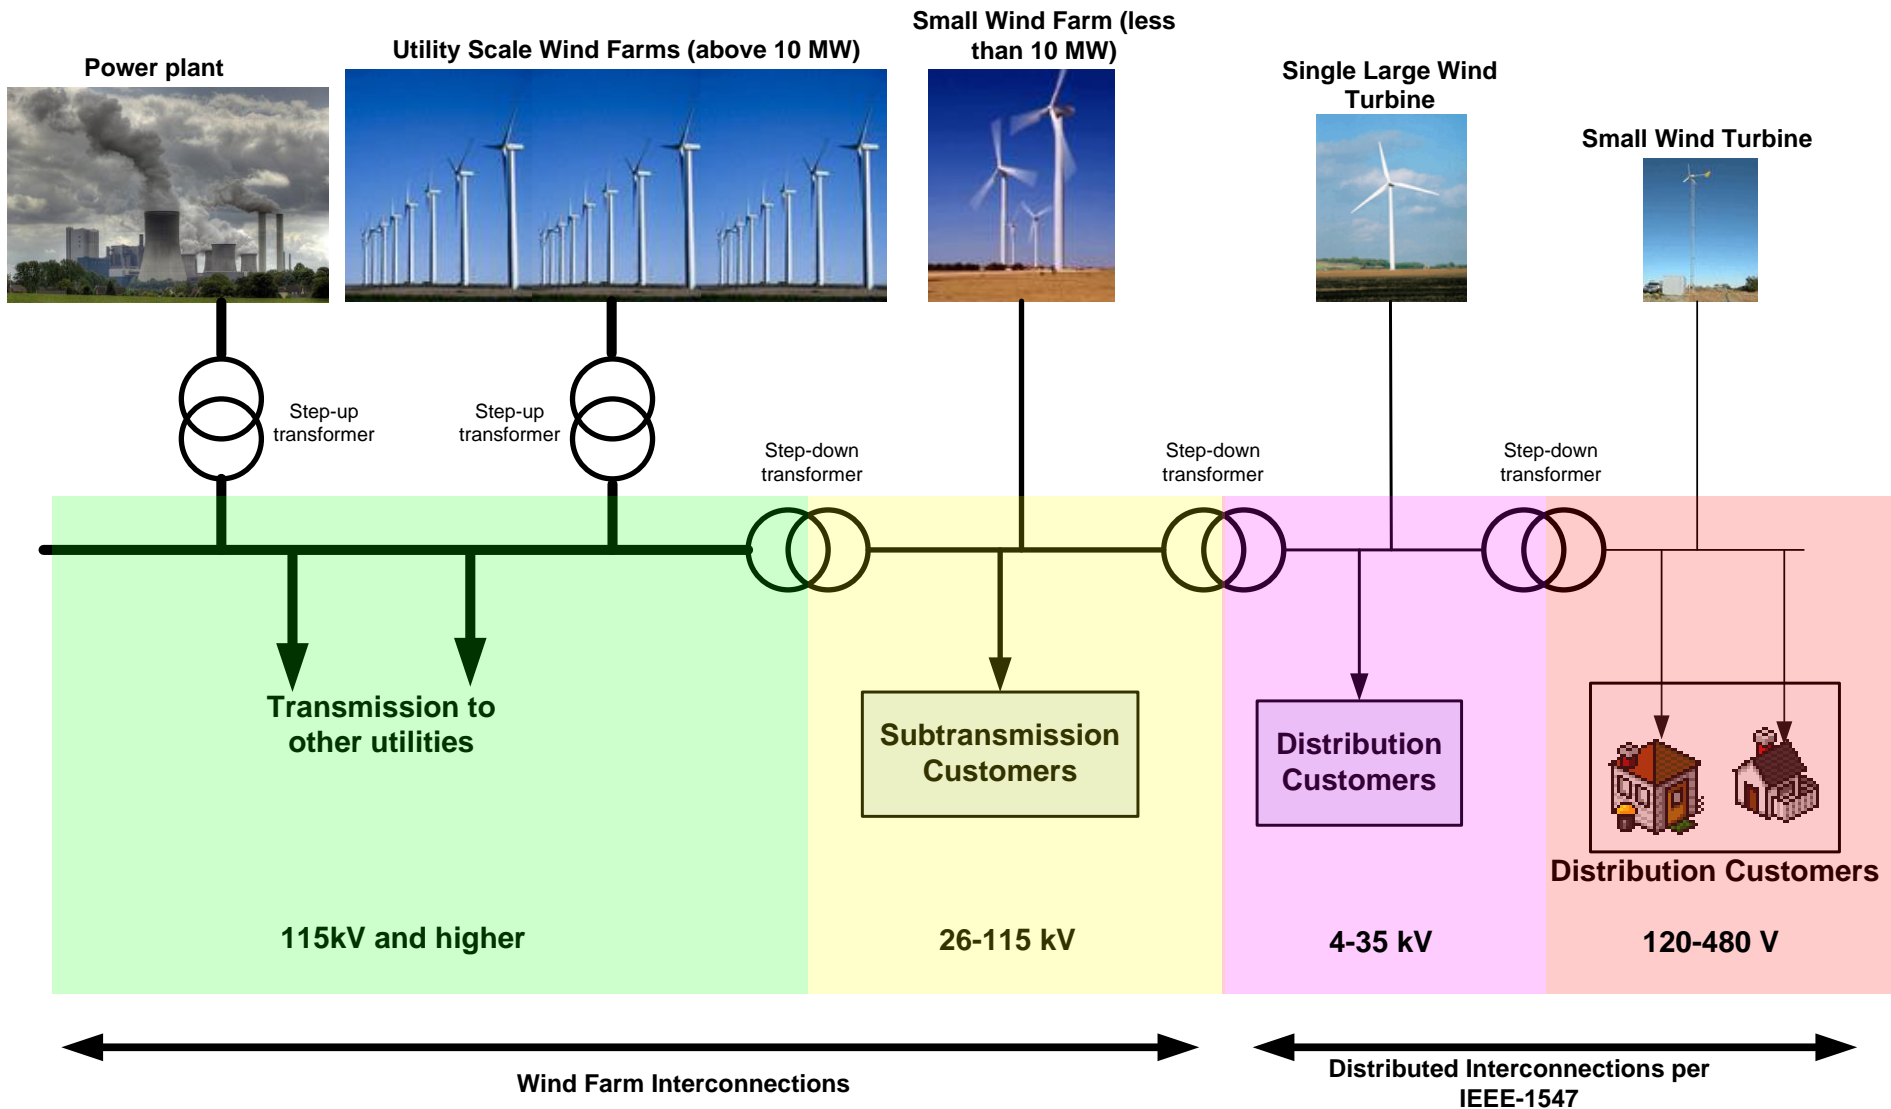 Power plant
Utility Scale Wind Farms (above 10 MW)
Small Wind Farm (less
than 10 MW)
Single Large Wind
Turbine
Small Wind Turbine
Step-up
transformer
Step-up
transformer
Step-down
transformer
Step-down
transformer
Step-down
transformer
Transmission to
other utilities
Subtransmission
Customers
Distribution
Customers
Distribution Customers
115kV and higher
26-115 kV
4-35 kV
120-480 V
Wind Farm Interconnections
Distributed Interconnections per
IEEE-1547